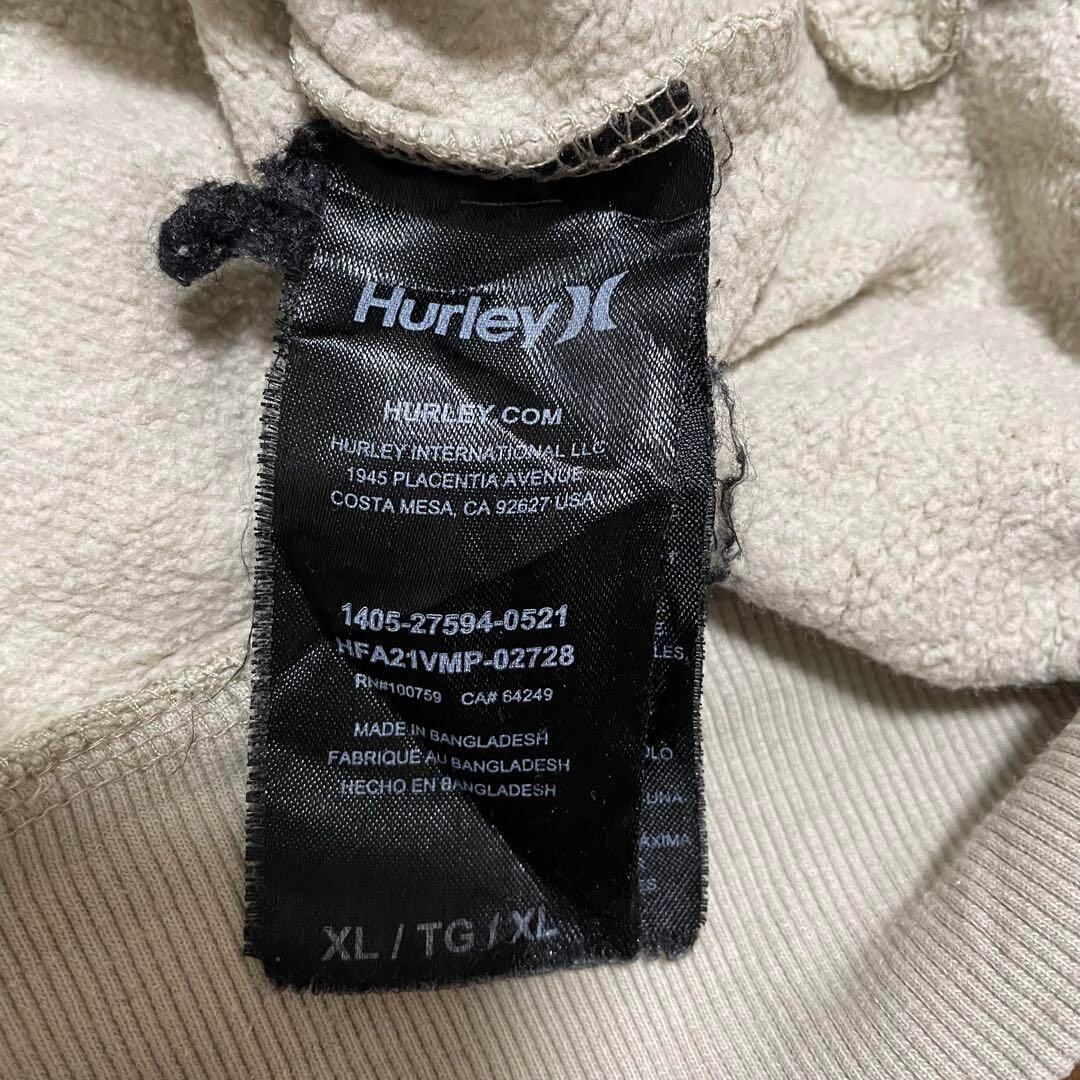 Hurley
HURLEY.COM
HURLEY INTERNATIONAL LLC
1945 PLACENTIA AVENUE
COSTA MESA, CA 92627 USA
1405-27594-0521
HFA21VMP-02728
RN#100759 CA# 64249
MADE IN BANGLADESH
FABRIQUE AU BANGLADESH
HECHO EN BANGLADESH
XL / TG / XL